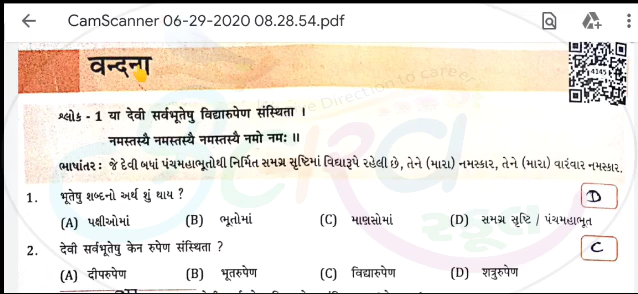 CamScanner 06-29-2020 08.28.54.pdf
वन्दना
શ્લોક - 1 या देवी सर्वभूतेषु विद्यारुपेण संस्थिता ।
नमस्तस्यै नमस्तस्यै नमस्तस्यै नमो नमः ॥
ભાષાંતર : જે દેવી બધાં પંચમહાભૂતોથી નિર્મિત સમગ્ર સૃષ્ટિમાં વિદ્યારૂપે રહેલી છે, તેને (મારા) નમસ્કાર, તેને (મારા) વારંવાર નમસ્કાર.
1. भूतेषु શબ્દનો અર્થ શું થાય ? D
(A) પક્ષીઓમાં (B) ભૂતોમાં (C) માણસોમાં (D) સમગ્ર સૃષ્ટિ / પંચમહાભૂત
2. देवी सर्वभूतेषु केन रुपेण संस्थिता ? C
(A) दीपरुपेण (B) भूतरुपेण (C) विद्यारुपेण (D) शत्रुरुपेण